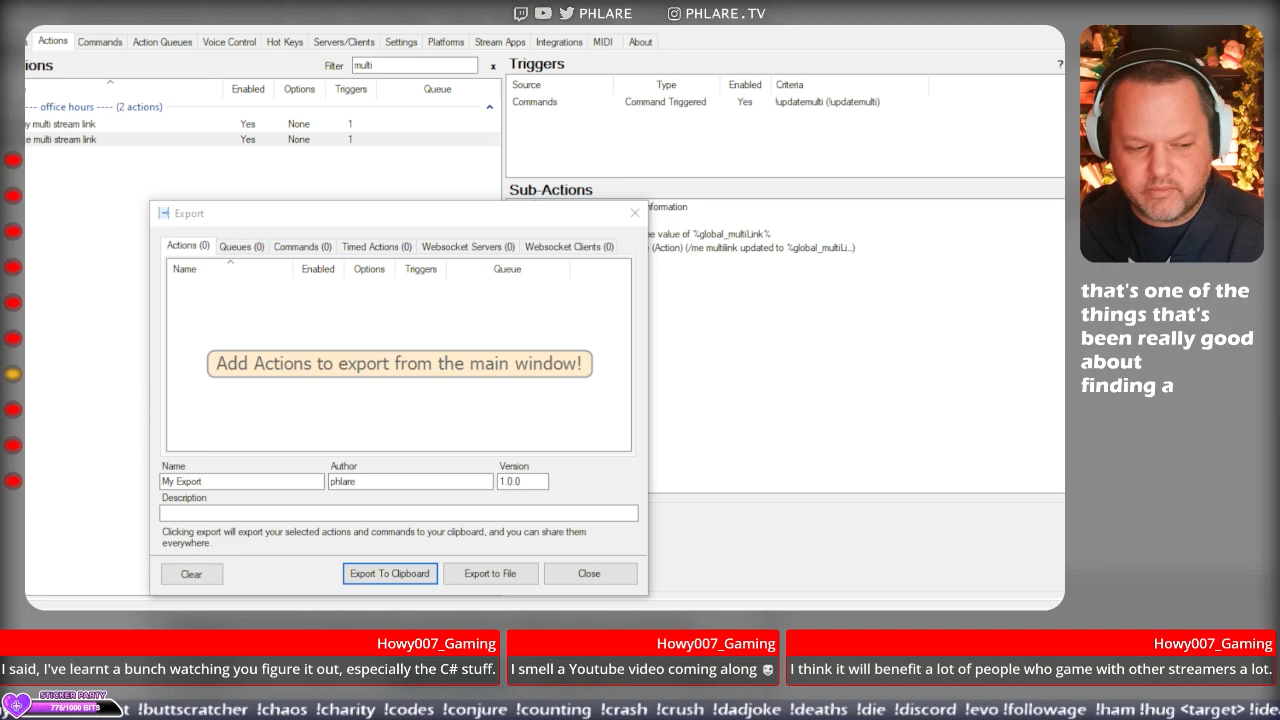 PHLARE
PHLARE.TV
Actions
Commands
Action Queues
Voice Control
Hot Keys
Servers/Clients
Settings
Platforms
Stream Apps
Integrations
MIDI
About
ions
Filter
multi
x
Triggers
?
Enabled
Options
Triggers
Queue
Source
Type
Enabled
Criteria
---- office hours ---- (2 actions)
Commands
Command Triggered
Yes
!updatemulti (!updatemulti)
y multi stream link
Yes
None
1
e multi stream link
Yes
None
1
Sub-Actions
formation
e value of %global_multiLink%
(Action) (/me multilink updated to %global_multiLi...)
Export
Actions (0)
Queues (0)
Commands (0)
Timed Actions (0)
Websocket Servers (0)
Websocket Clients (0)
Name
Enabled
Options
Triggers
Queue
Add Actions to export from the main window!
Name
Author
Version
My Export
phlare
1.0.0
Description
Clicking export will export your selected actions and commands to your clipboard, and you can share them
everywhere.
Clear
Export To Clipboard
Export to File
Close
that's one of the
things that's
been really good
about
finding a
Howy007_Gaming
Howy007_Gaming
Howy007_Gaming
I said, I've learnt a bunch watching you figure it out, especially the C# stuff.
I smell a Youtube video coming along
I think it will benefit a lot of people who game with other streamers a lot.
STICKER PARTY
775/1000 BITS
t !buttscratcher !chaos !charity !codes !conjure !counting !crash !crush !dadjoke !deaths !die !discord !evo !followage !ham !hug <target> !ide